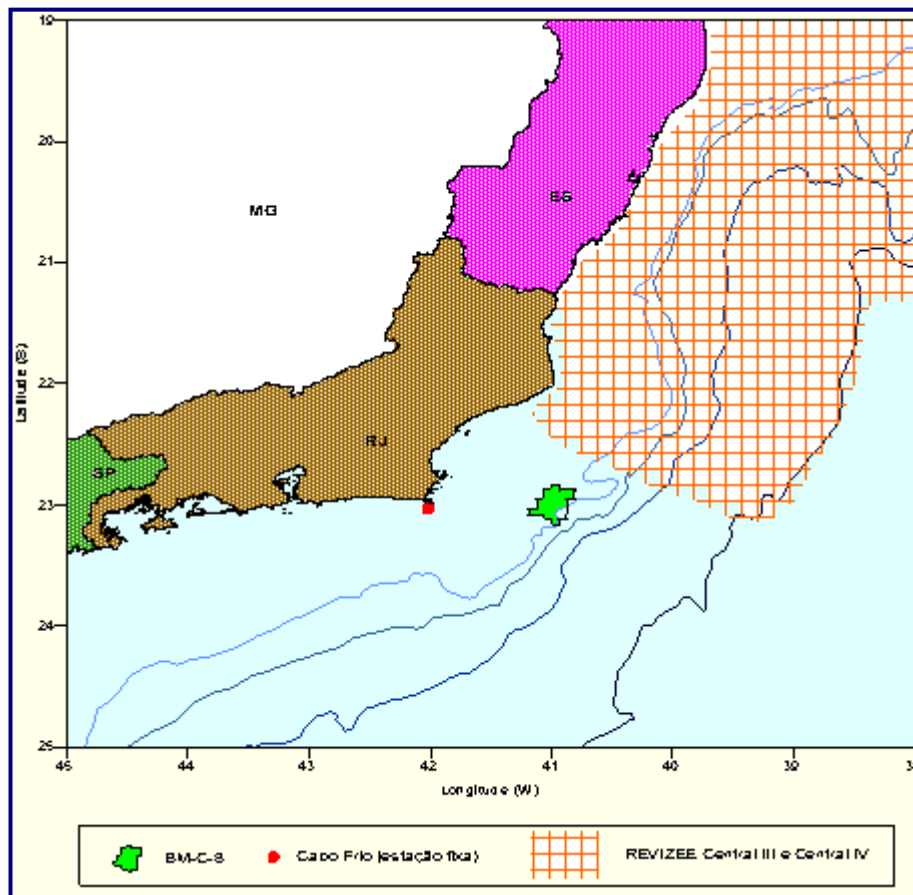 19
20
21
22
23
24
25
Latitude (S)
MG
ES
RJ
SP
45
44
43
42
41
40
39
Longitude (W)
BM-C-8
Cabo Frio (estação fixa)
REVIZEE Central III e Central IV